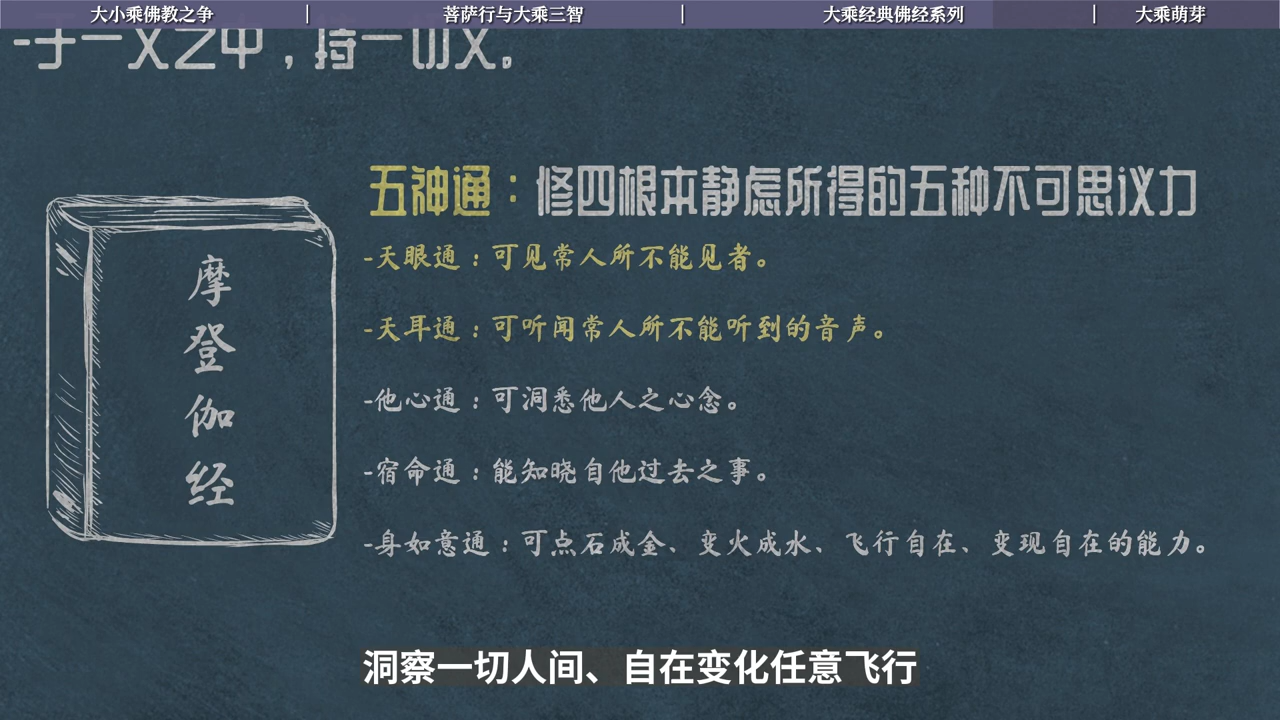 大小乘佛教之争 | 菩萨行与大乘三智 | 大乘经典佛经系列 | 大乘萌芽
-于一文之中，持一切文。
五神通：修四根本静虑所得的五种不可思议力
-天眼通：可见常人所不能见者。
-天耳通：可听闻常人所不能听到的音声。
-他心通：可洞悉他人之心念。
-宿命通：能知晓自他过去之事。
-身如意通：可点石成金、变火成水、飞行自在、变现自在的能力。
摩登伽经
洞察一切人间、自在变化任意飞行